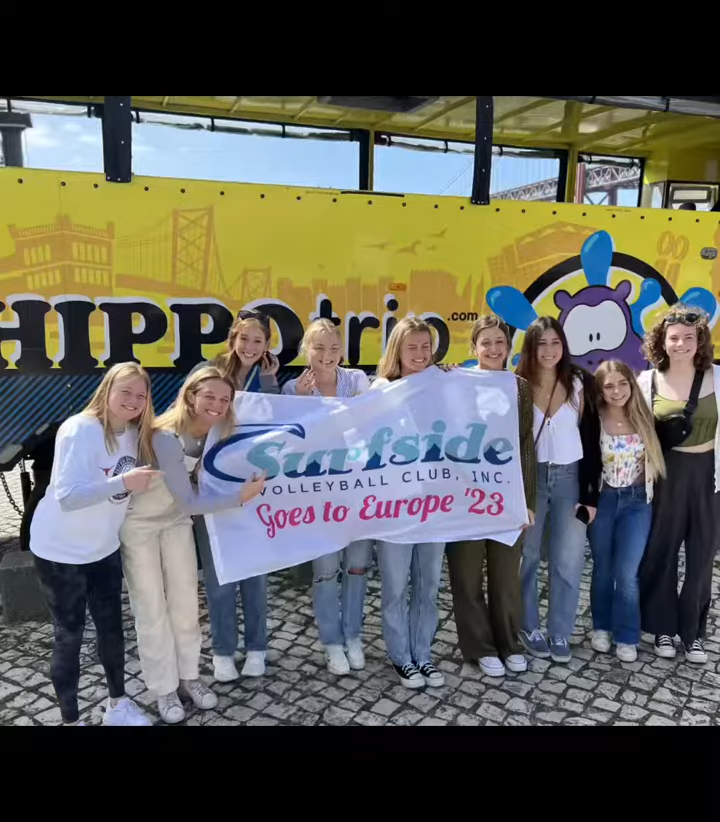 HIPPOtrip.com
Surfside
VOLLEYBALL CLUB, INC.
Goes to Europe '23